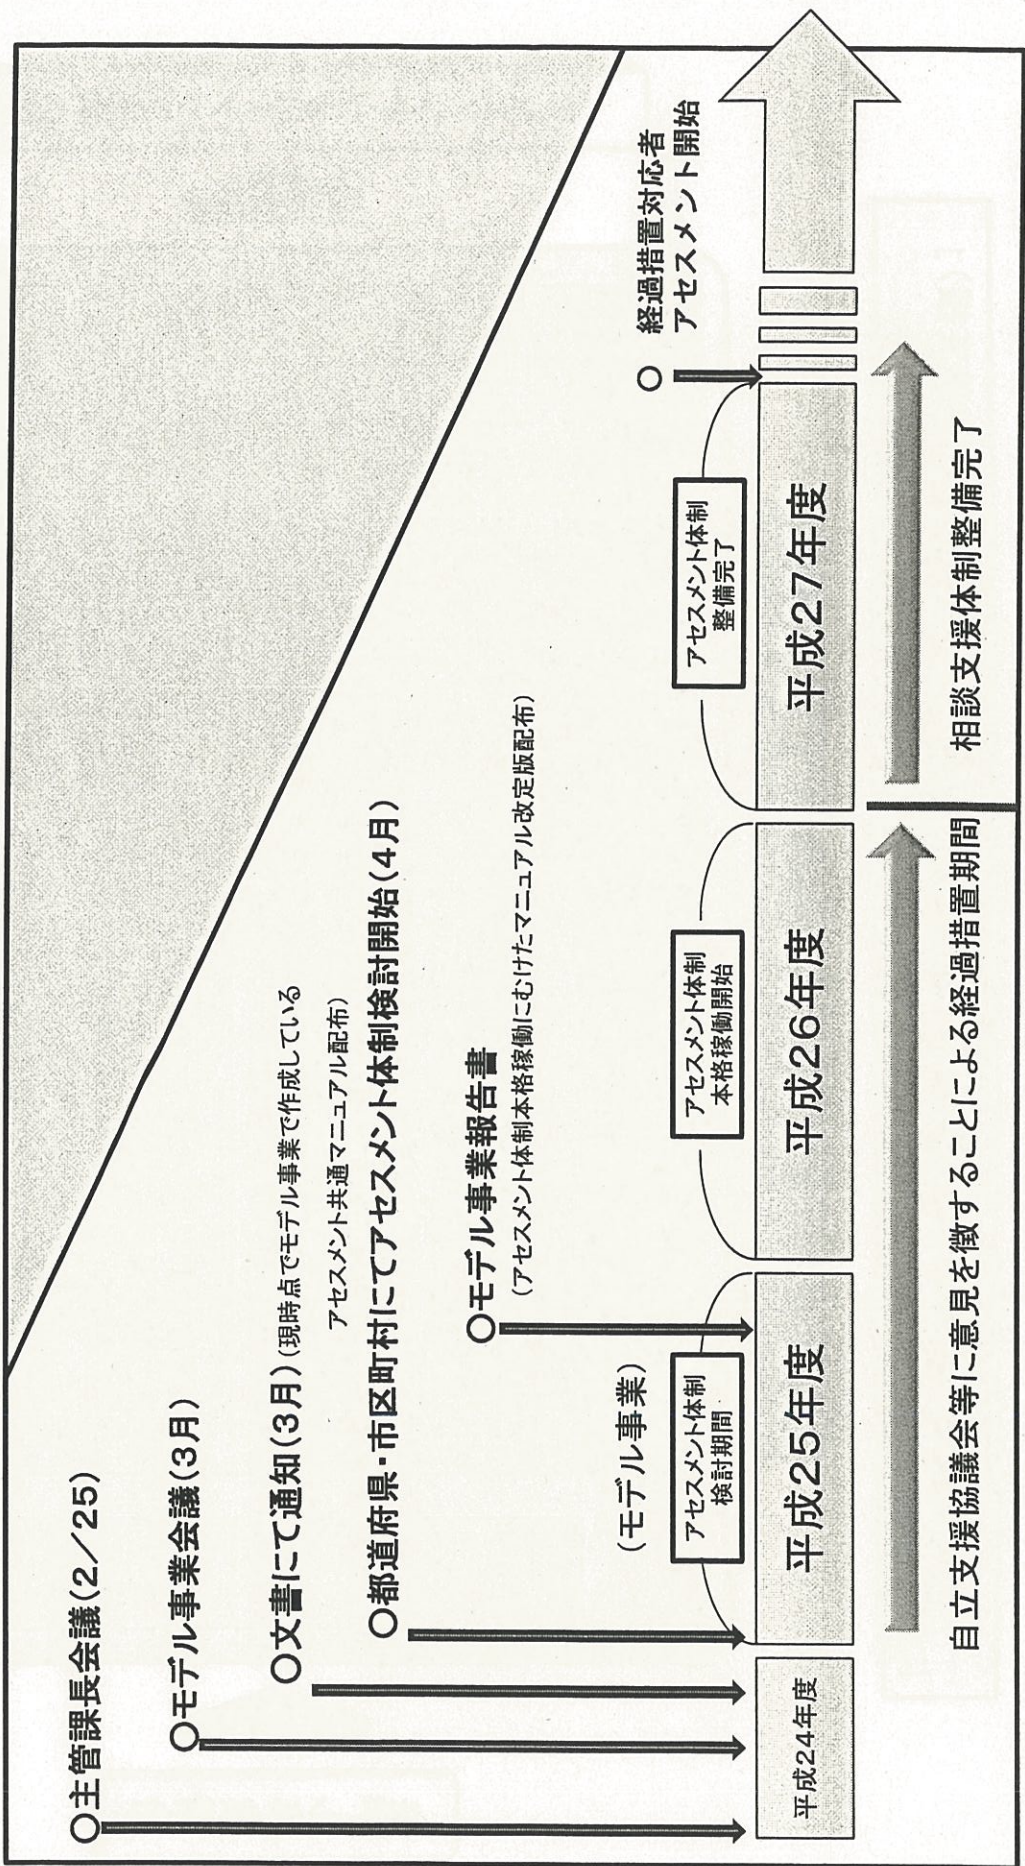 ○主管課長会議(2/25)
○モデル事業会議(3月)
○文書にて通知(3月)(現時点でモデル事業で作成している
アセスメント共通マニュアル配布)
○都道府県・市区町村にてアセスメント体制検討開始(4月)
○モデル事業報告書
(アセスメント体制本格稼働にむけたマニュアル改定版配布)
○経過措置対応者
アセスメント開始
(モデル事業)
アセスメント体制
検討期間
アセスメント体制
本格稼働開始
アセスメント体制
整備完了
平成24年度
平成25年度
平成26年度
平成27年度
自立支援協議会等に意見を徴することによる経過措置期間
相談支援体制整備完了